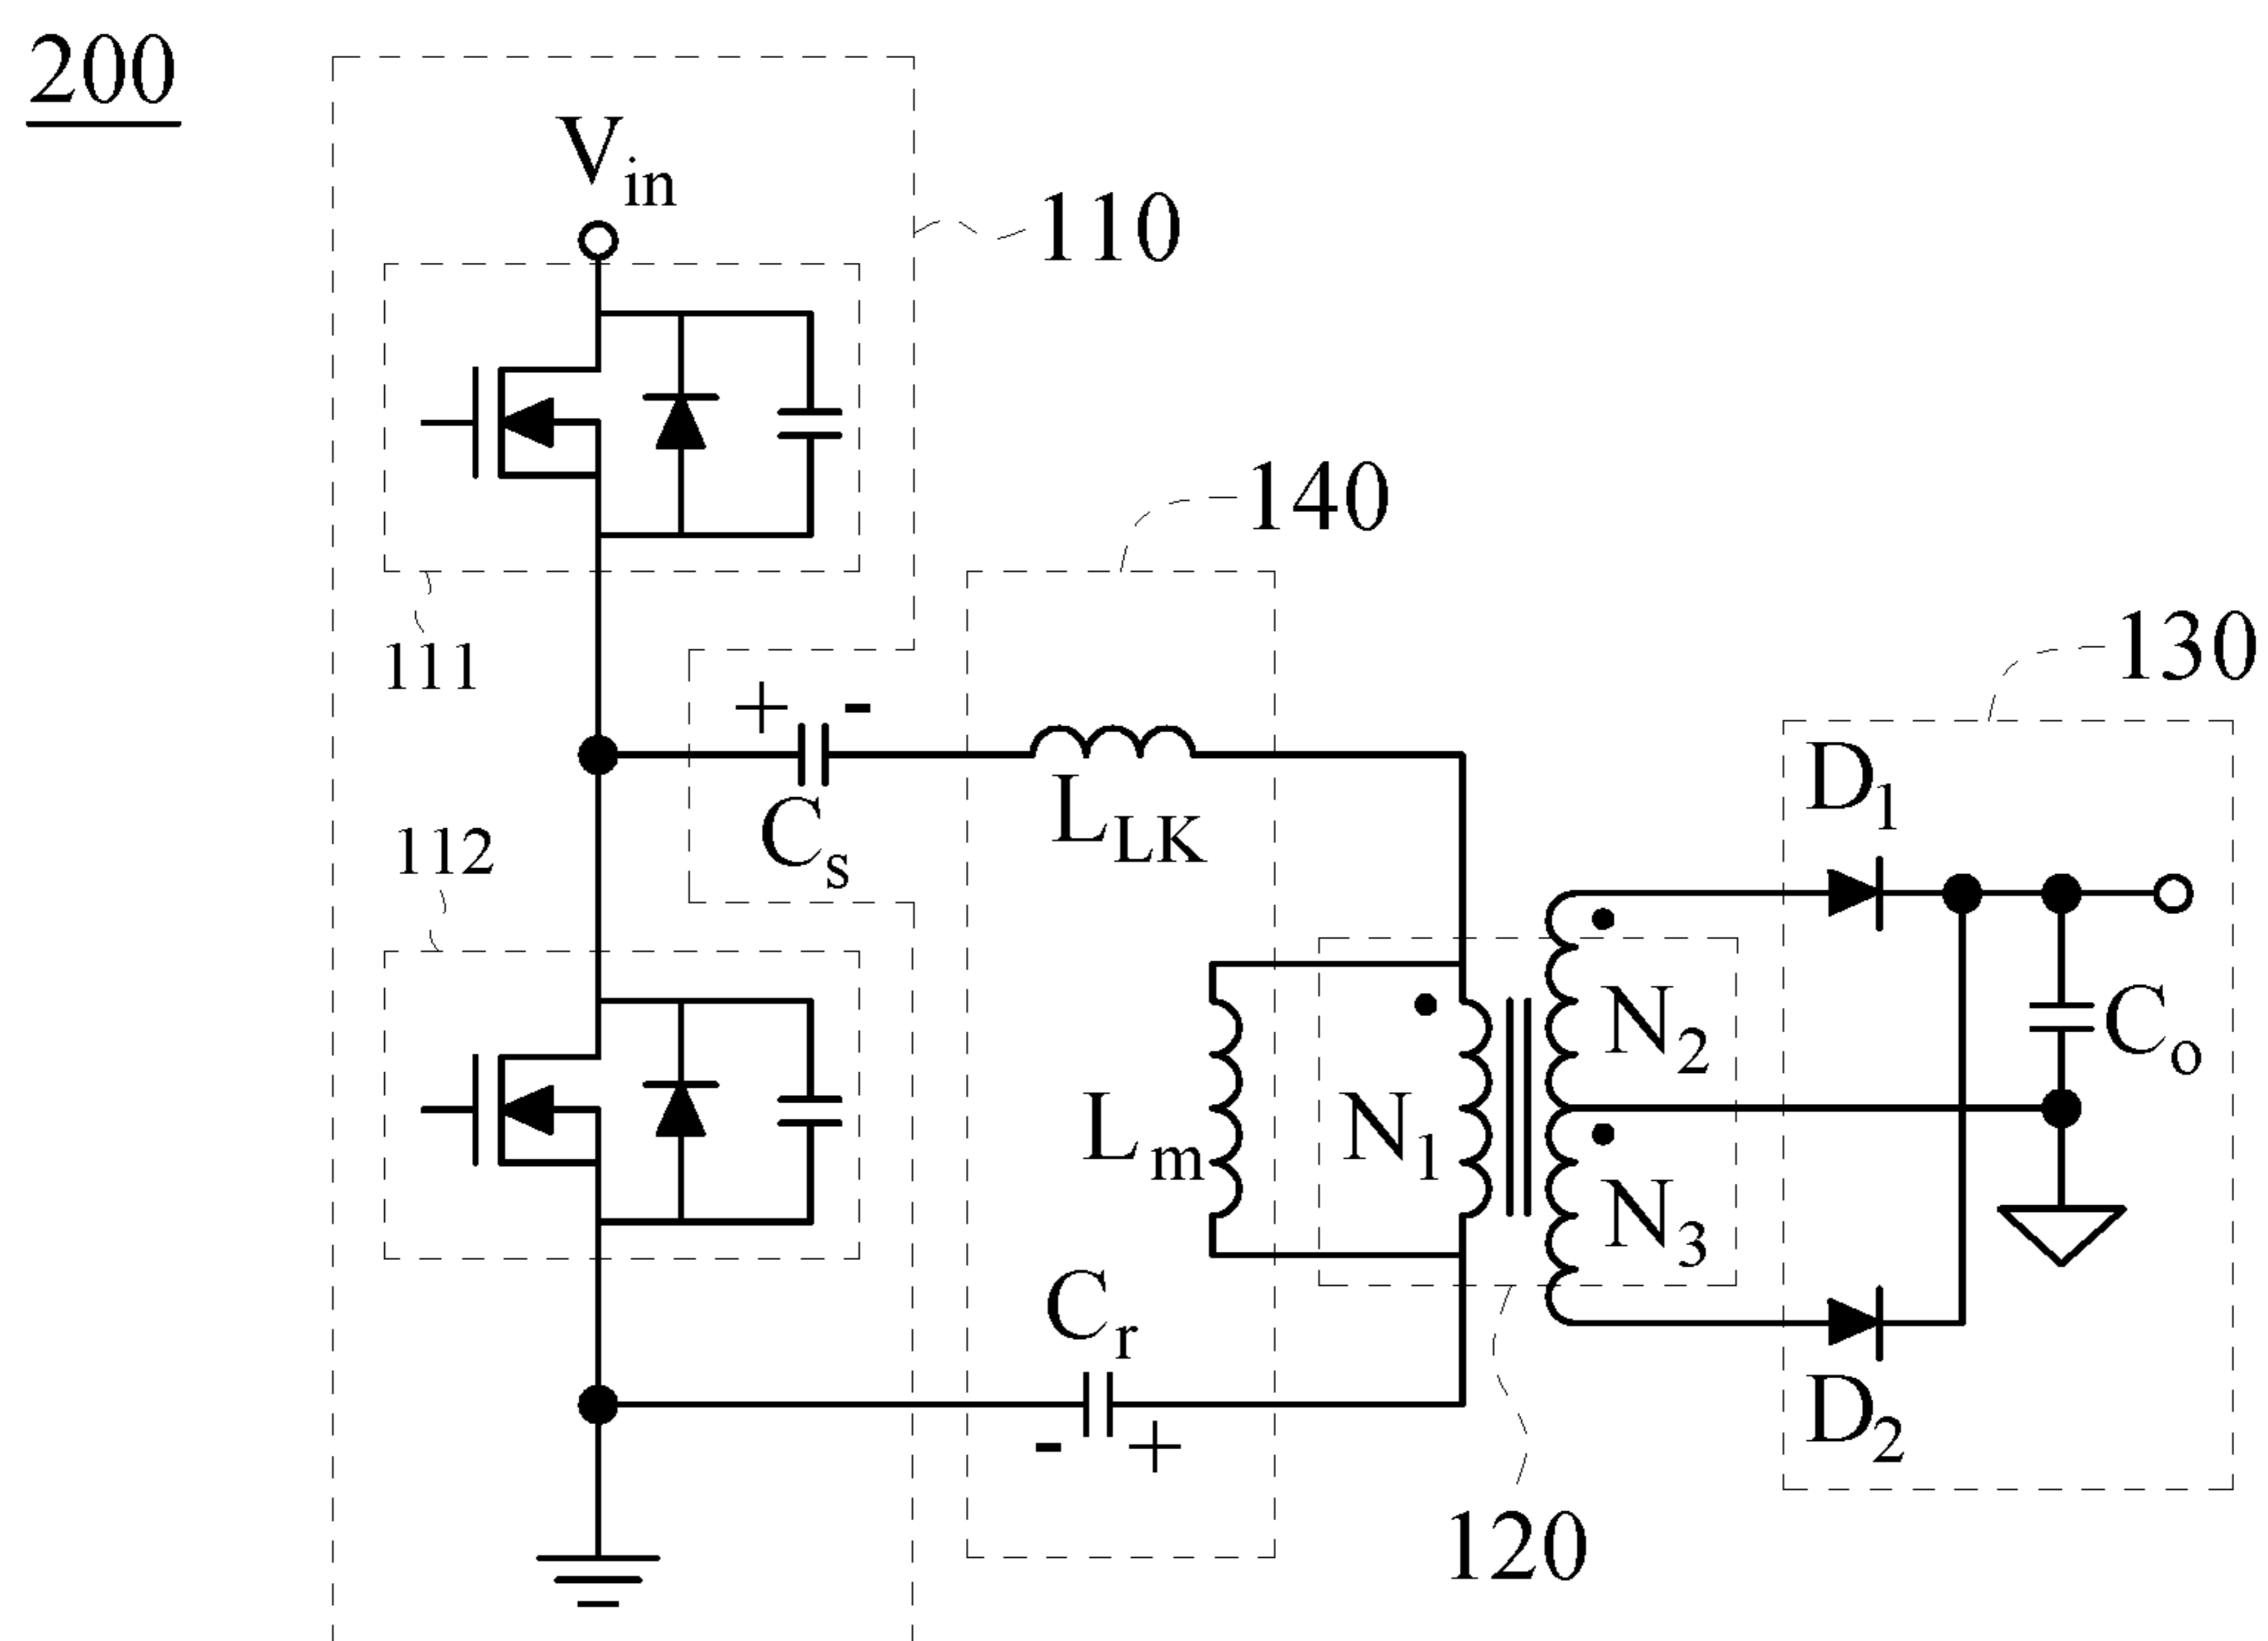 200
Vin
110
140
111
130
+ -
Cs
LLK
D1
112
N2
Co
Lm
N1
N3
Cr
- +
D2
120